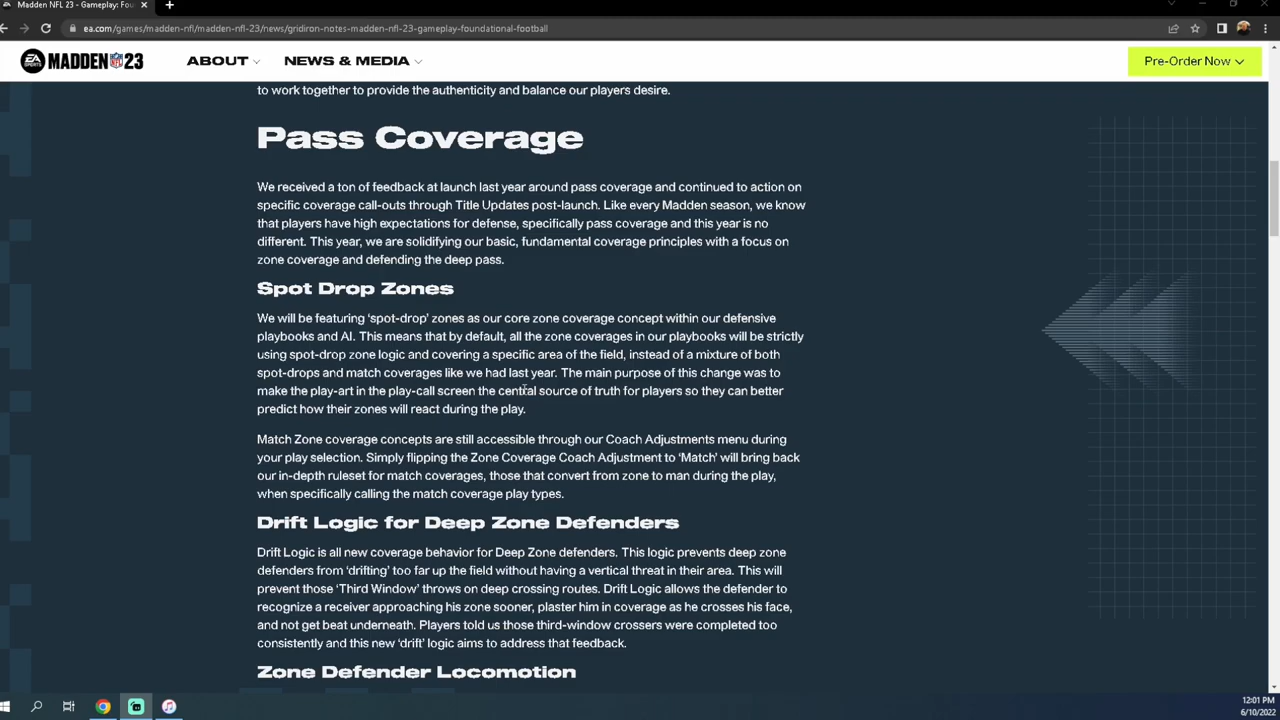 Madden NFL 23 - Gameplay: Foun
ea.com/games/madden-nfl/madden-nfl-23/news/gridiron-notes-madden-nfl-23-gameplay-foundational-football
EA SPORTS MADDEN NFL 23 ABOUT NEWS & MEDIA Pre-Order Now
to work together to provide the authenticity and balance our players desire.
Pass Coverage
We received a ton of feedback at launch last year around pass coverage and continued to action on
specific coverage call-outs through Title Updates post-launch. Like every Madden season, we know
that players have high expectations for defense, specifically pass coverage and this year is no
different. This year, we are solidifying our basic, fundamental coverage principles with a focus on
zone coverage and defending the deep pass.
Spot Drop Zones
We will be featuring 'spot-drop' zones as our core zone coverage concept within our defensive
playbooks and AI. This means that by default, all the zone coverages in our playbooks will be strictly
using spot-drop zone logic and covering a specific area of the field, instead of a mixture of both
spot-drops and match coverages like we had last year. The main purpose of this change was to
make the play-art in the play-call screen the central source of truth for players so they can better
predict how their zones will react during the play.
Match Zone coverage concepts are still accessible through our Coach Adjustments menu during
your play selection. Simply flipping the Zone Coverage Coach Adjustment to 'Match' will bring back
our in-depth ruleset for match coverages, those that convert from zone to man during the play,
when specifically calling the match coverage play types.
Drift Logic for Deep Zone Defenders
Drift Logic is all new coverage behavior for Deep Zone defenders. This logic prevents deep zone
defenders from 'drifting' too far up the field without having a vertical threat in their area. This will
prevent those 'Third Window' throws on deep crossing routes. Drift Logic allows the defender to
recognize a receiver approaching his zone sooner, plaster him in coverage as he crosses his face,
and not get beat underneath. Players told us those third-window crossers were completed too
consistently and this new 'drift' logic aims to address that feedback.
Zone Defender Locomotion
12:01 PM
6/10/2022